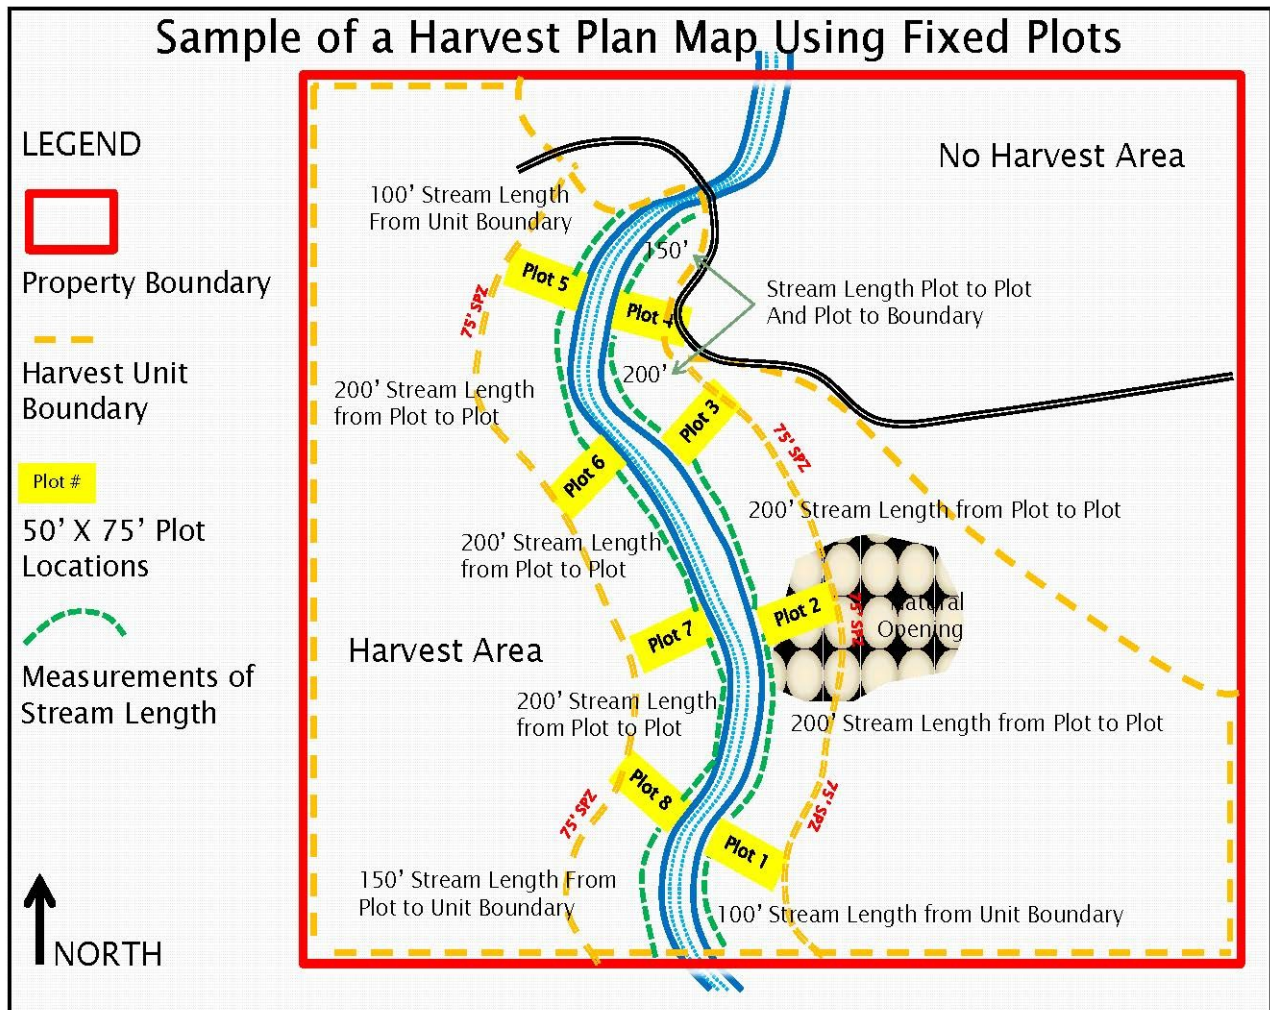 Sample of a Harvest Plan Map Using Fixed Plots
LEGEND
Property Boundary
Harvest Unit
Boundary
Plot #
50' X 75' Plot
Locations
Measurements of
Stream Length
NORTH
No Harvest Area
100' Stream Length
From Unit Boundary
150'
Plot 5
Plot 4
75' SPZ
Stream Length Plot to Plot
And Plot to Boundary
200'
200' Stream Length
from Plot to Plot
Plot 3
75' SPZ
Plot 6
200' Stream Length from Plot to Plot
200' Stream Length
from Plot to Plot
Plot 2
75' SPZ
Natural
Opening
Plot 7
Harvest Area
200' Stream Length
from Plot to Plot
200' Stream Length from Plot to Plot
Plot 8
75' SPZ
75' SPZ
Plot 1
150' Stream Length From
Plot to Unit Boundary
100' Stream Length from Unit Boundary